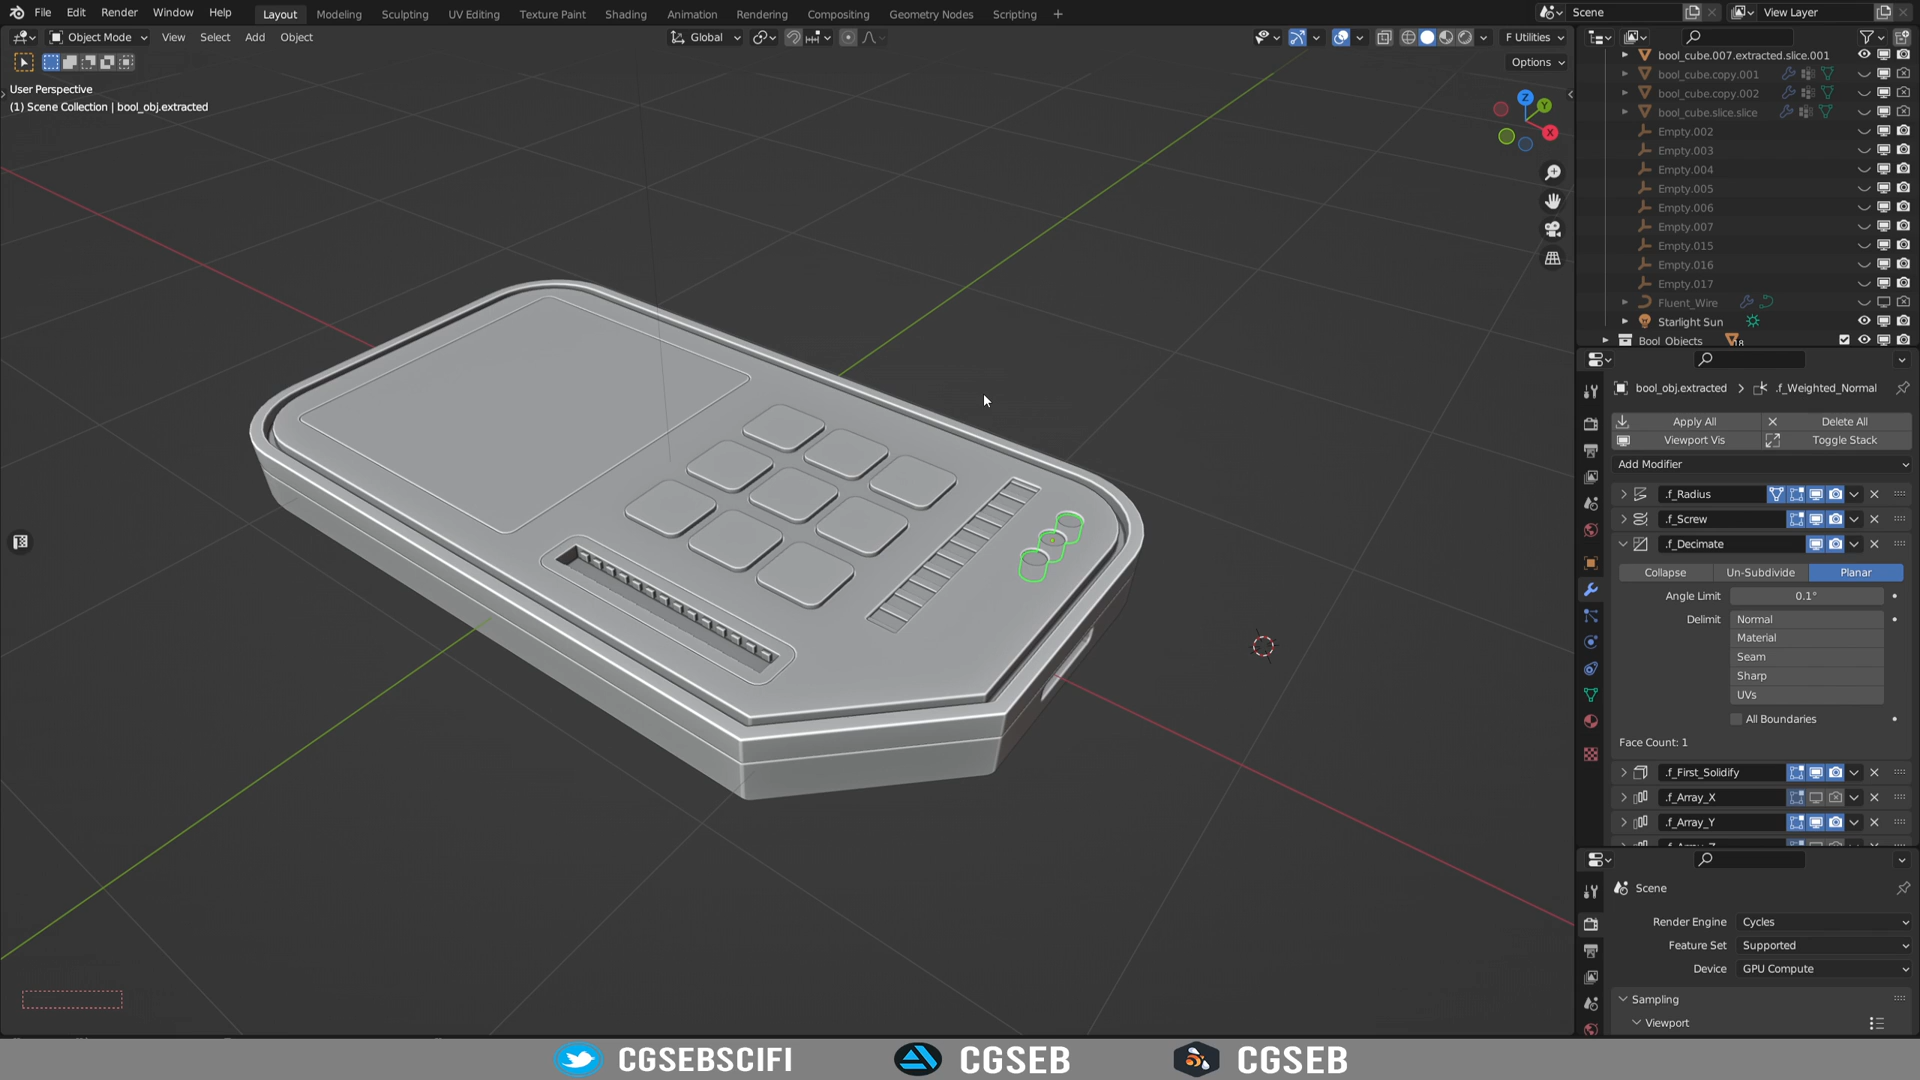 File Edit Render Window Help Layout Modeling Sculpting UV Editing Texture Paint Shading Animation Rendering Compositing Geometry Nodes Scripting + Scene View Layer
Object Mode View Select Add Object Global F Utilities
Options
User Perspective
(1) Scene Collection | bool_obj.extracted
Z
Y
X
bool_cube.007.extracted.slice.001
bool_cube.copy.001
bool_cube.copy.002
bool_cube.slice.slice
Empty.002
Empty.003
Empty.004
Empty.005
Empty.006
Empty.007
Empty.015
Empty.016
Empty.017
Fluent_Wire
Starlight Sun
Bool Objects 18
bool_obj.extracted > .f_Weighted_Normal
Apply All Delete All
Viewport Vis Toggle Stack
Add Modifier
.f_Radius
.f_Screw
.f_Decimate
Collapse Un-Subdivide Planar
Angle Limit 0.1°
Delimit Normal
Material
Seam
Sharp
UVs
All Boundaries
Face Count: 1
.f_First_Solidify
.f_Array_X
.f_Array_Y
Scene
Render Engine Cycles
Feature Set Supported
Device GPU Compute
Sampling
Viewport
CGSEBSCIFI CGSEB CGSEB